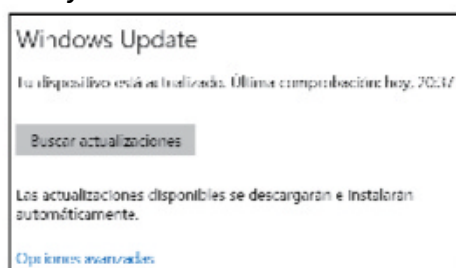 Windows Update
Tu dispositivo está actualizado. Última comprobación: hoy, 20:37
Buscar actualizaciones
Las actualizaciones disponibles se descargarán e instalarán
automáticamente.
Opciones avanzadas